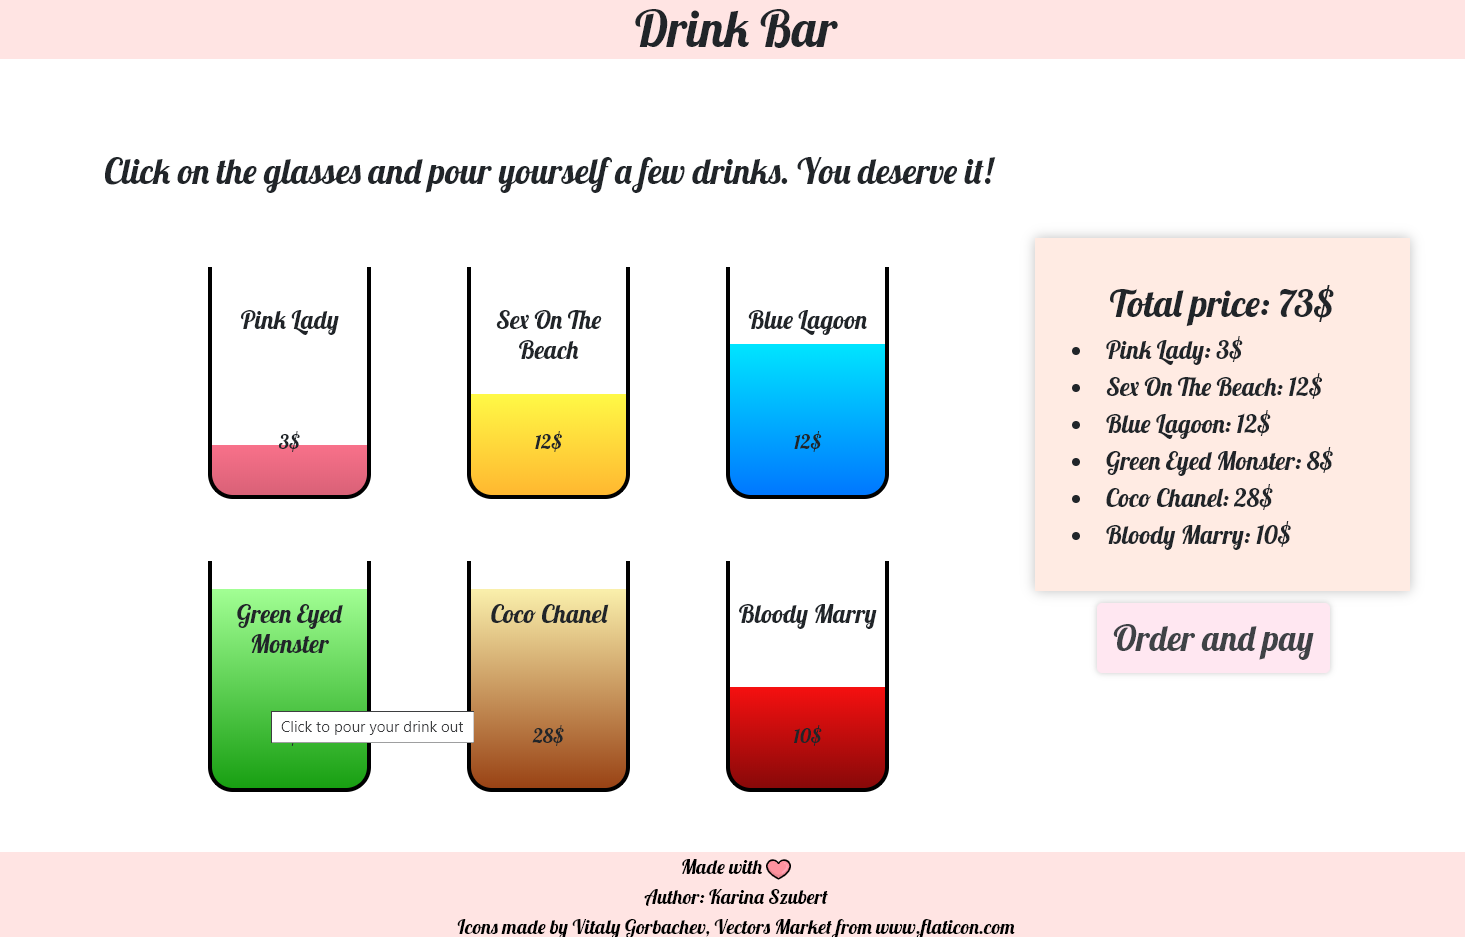 Drink Bar
Click on the glasses and pour yourself a few drinks. You deserve it!
Pink Lady
3$
Sex On The
Beach
12$
Blue Lagoon
12$
Green Eyed
Monster
Click to pour your drink out
Coco Chanel
28$
Bloody Marry
10$
Total price: 73$
• Pink Lady: 3$
• Sex On The Beach: 12$
• Blue Lagoon: 12$
• Green Eyed Monster: 8$
• Coco Chanel: 28$
• Bloody Marry: 10$
Order and pay
Made with
Author: Karina Szubert
Icons made by Vitaly Gorbachev, Vectors Market from www.flaticon.com